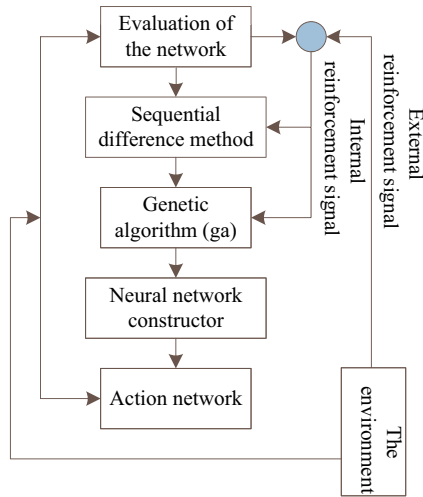 Evaluation of
the network
Sequential
difference method
Genetic
algorithm (ga)
Neural network
constructor
Action network
Internal
reinforcement signal
External
reinforcement signal
The
environment